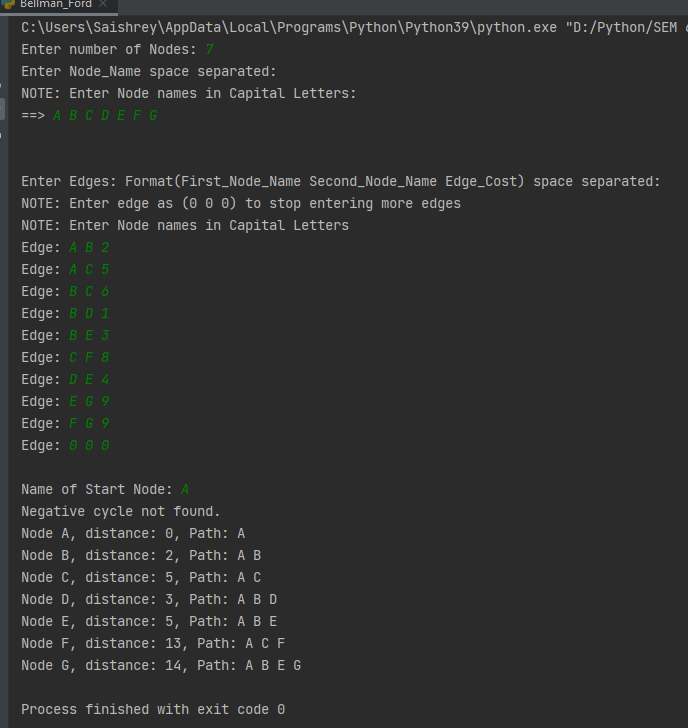 Bellman_Ford
C:\Users\Saishrey\AppData\Local\Programs\Python\Python39\python.exe "D:/Python/SEM
Enter number of Nodes: 7
Enter Node_Name space separated:
NOTE: Enter Node names in Capital Letters:
==> A B C D E F G
Enter Edges: Format(First_Node_Name Second_Node_Name Edge_Cost) space separated:
NOTE: Enter edge as (0 0 0) to stop entering more edges
NOTE: Enter Node names in Capital Letters
Edge: A B 2
Edge: A C 5
Edge: B C 6
Edge: B D 1
Edge: B E 3
Edge: C F 8
Edge: D E 4
Edge: E G 9
Edge: F G 9
Edge: 0 0 0
Name of Start Node: A
Negative cycle not found.
Node A, distance: 0, Path: A
Node B, distance: 2, Path: A B
Node C, distance: 5, Path: A C
Node D, distance: 3, Path: A B D
Node E, distance: 5, Path: A B E
Node F, distance: 13, Path: A C F
Node G, distance: 14, Path: A B E G
Process finished with exit code 0